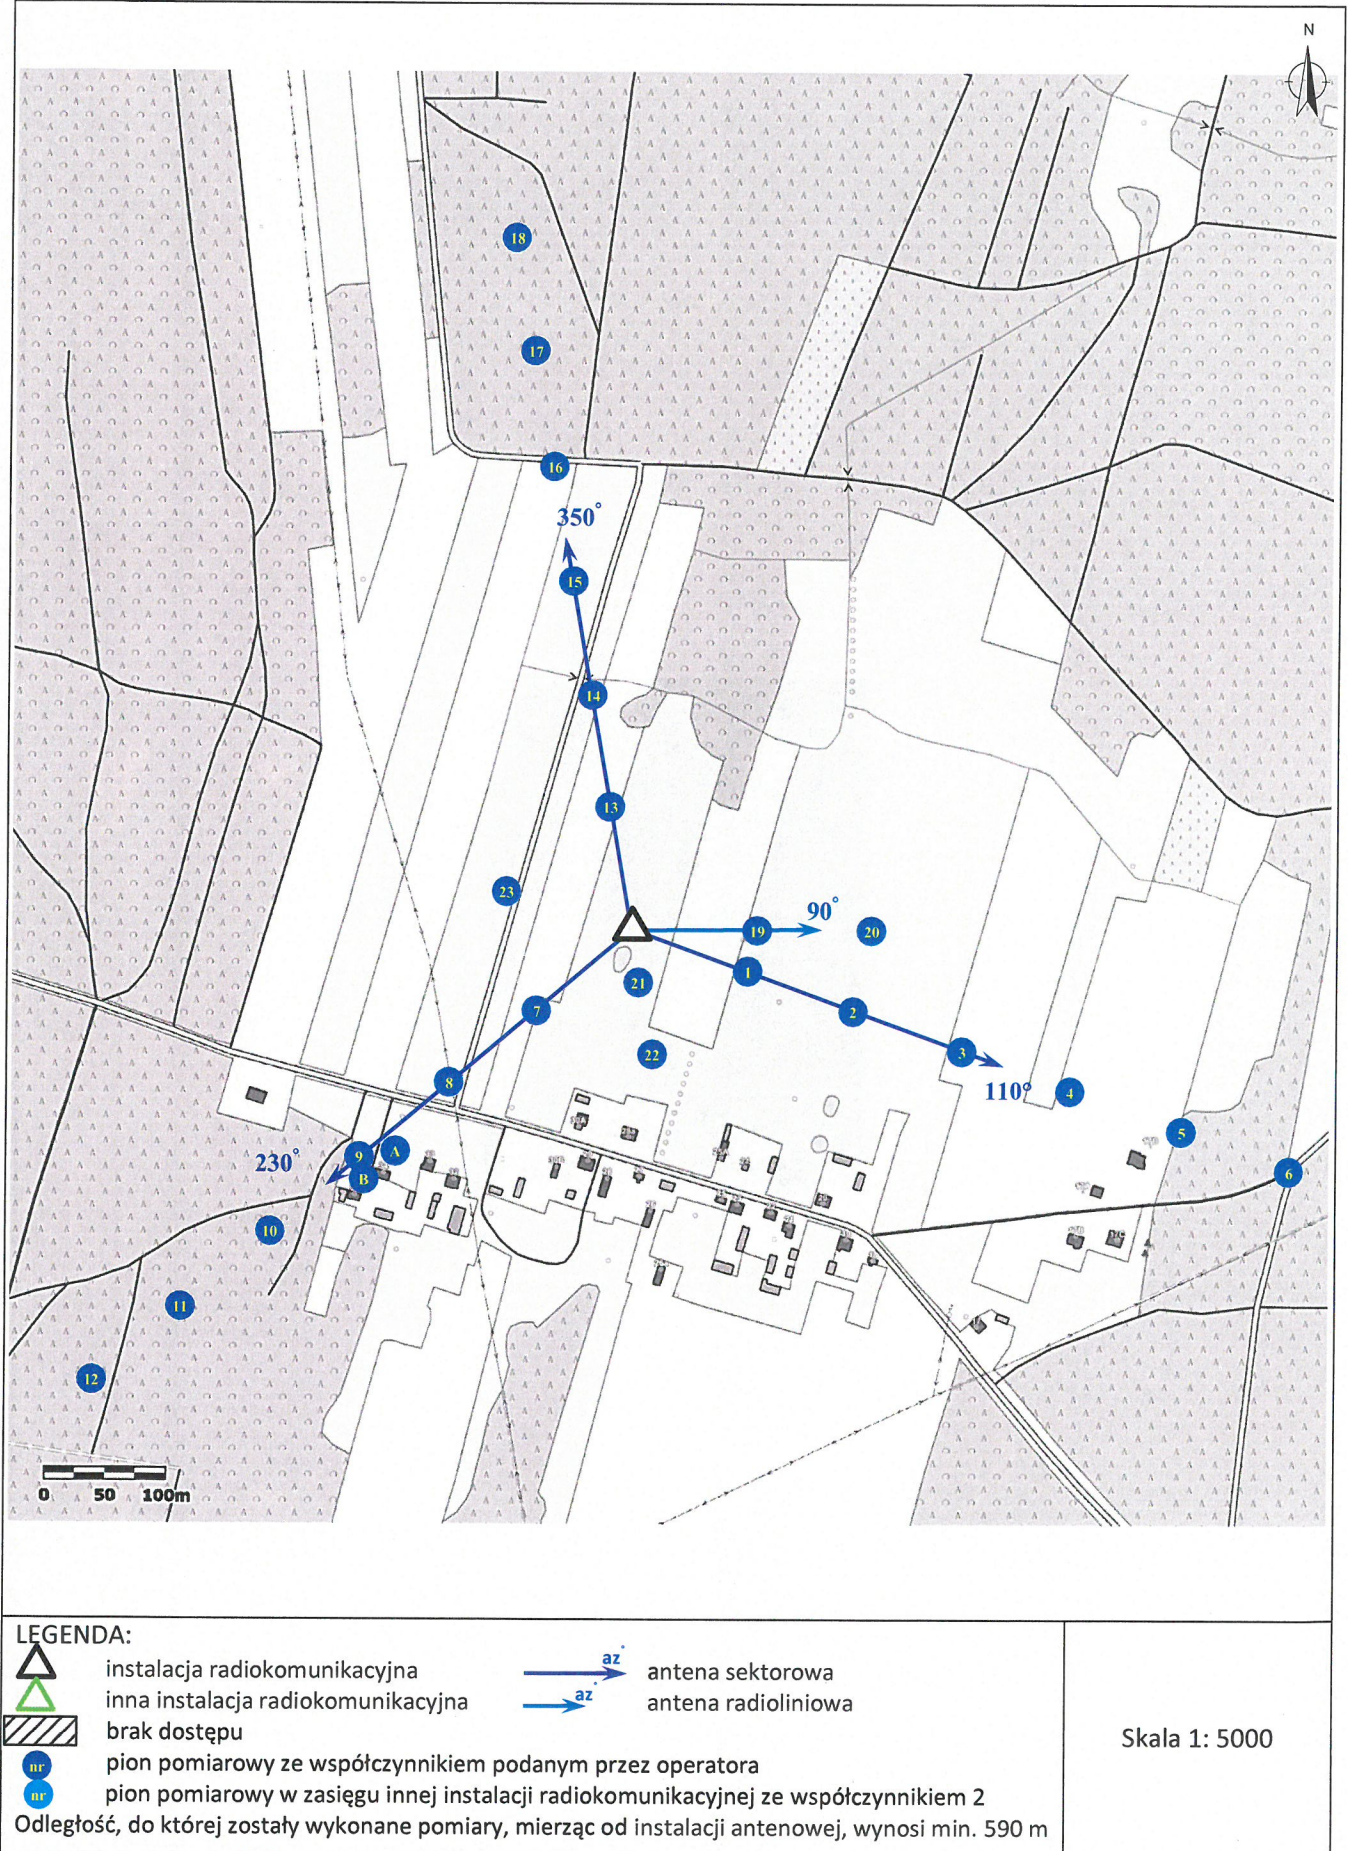 N
18
17
16
350°
15
14
13
23
90°
19
20
1
21
7
2
22
3
8
110°
4
5
A
9
230°
B
6
10
11
12
0 50 100m
LEGENDA:
instalacja radiokomunikacyjna
az° antena sektorowa
inna instalacja radiokomunikacyjna
az° antena radioliniowa
brak dostępu
Skala 1: 5000
nr pion pomiarowy ze współczynnikiem podanym przez operatora
nr pion pomiarowy w zasięgu innej instalacji radiokomunikacyjnej ze współczynnikiem 2
Odległość, do której zostały wykonane pomiary, mierząc od instalacji antenowej, wynosi min. 590 m